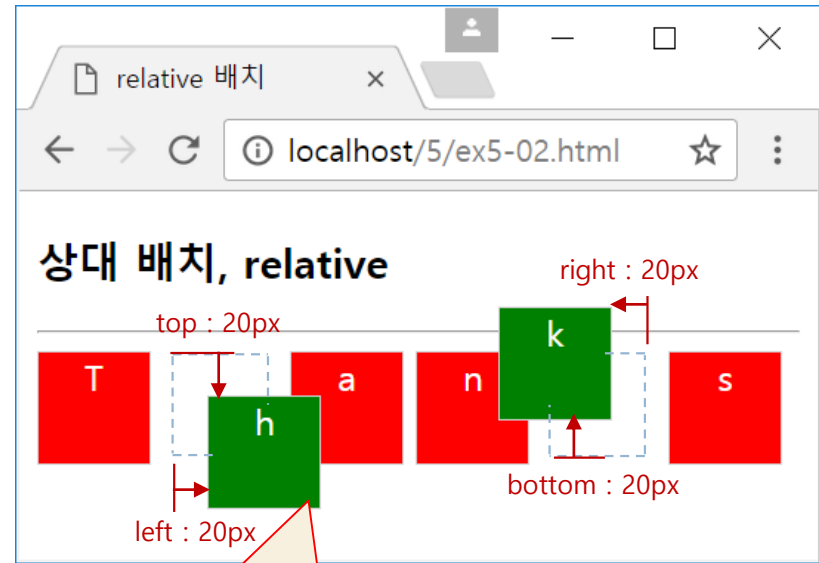 relative 배치
localhost/5/ex5-02.html
상대 배치, relative
right : 20px
top : 20px
k
T
a
n
s
h
bottom : 20px
left : 20px